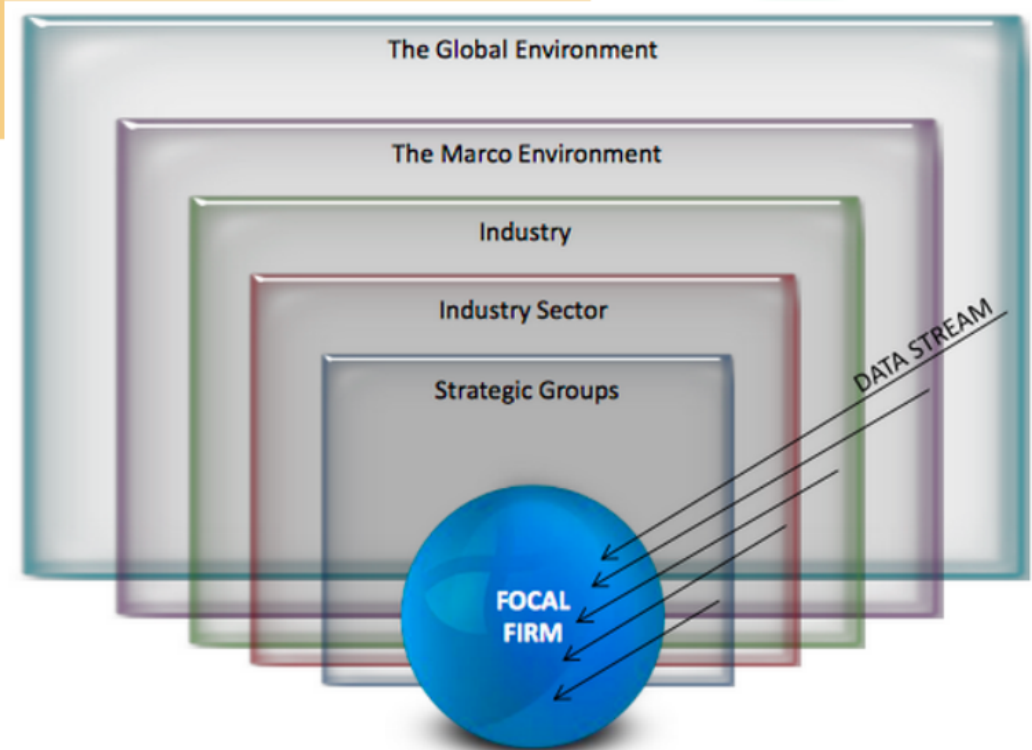 The Global Environment
The Marco Environment
Industry
Industry Sector
DATA STREAM
Strategic Groups
FOCAL
FIRM